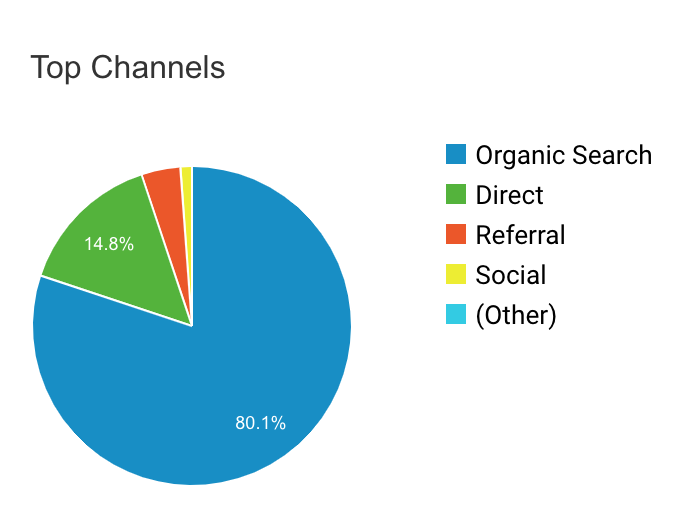 Top Channels
Organic Search
Direct
Referral
Social
(Other)
14.8%
80.1%